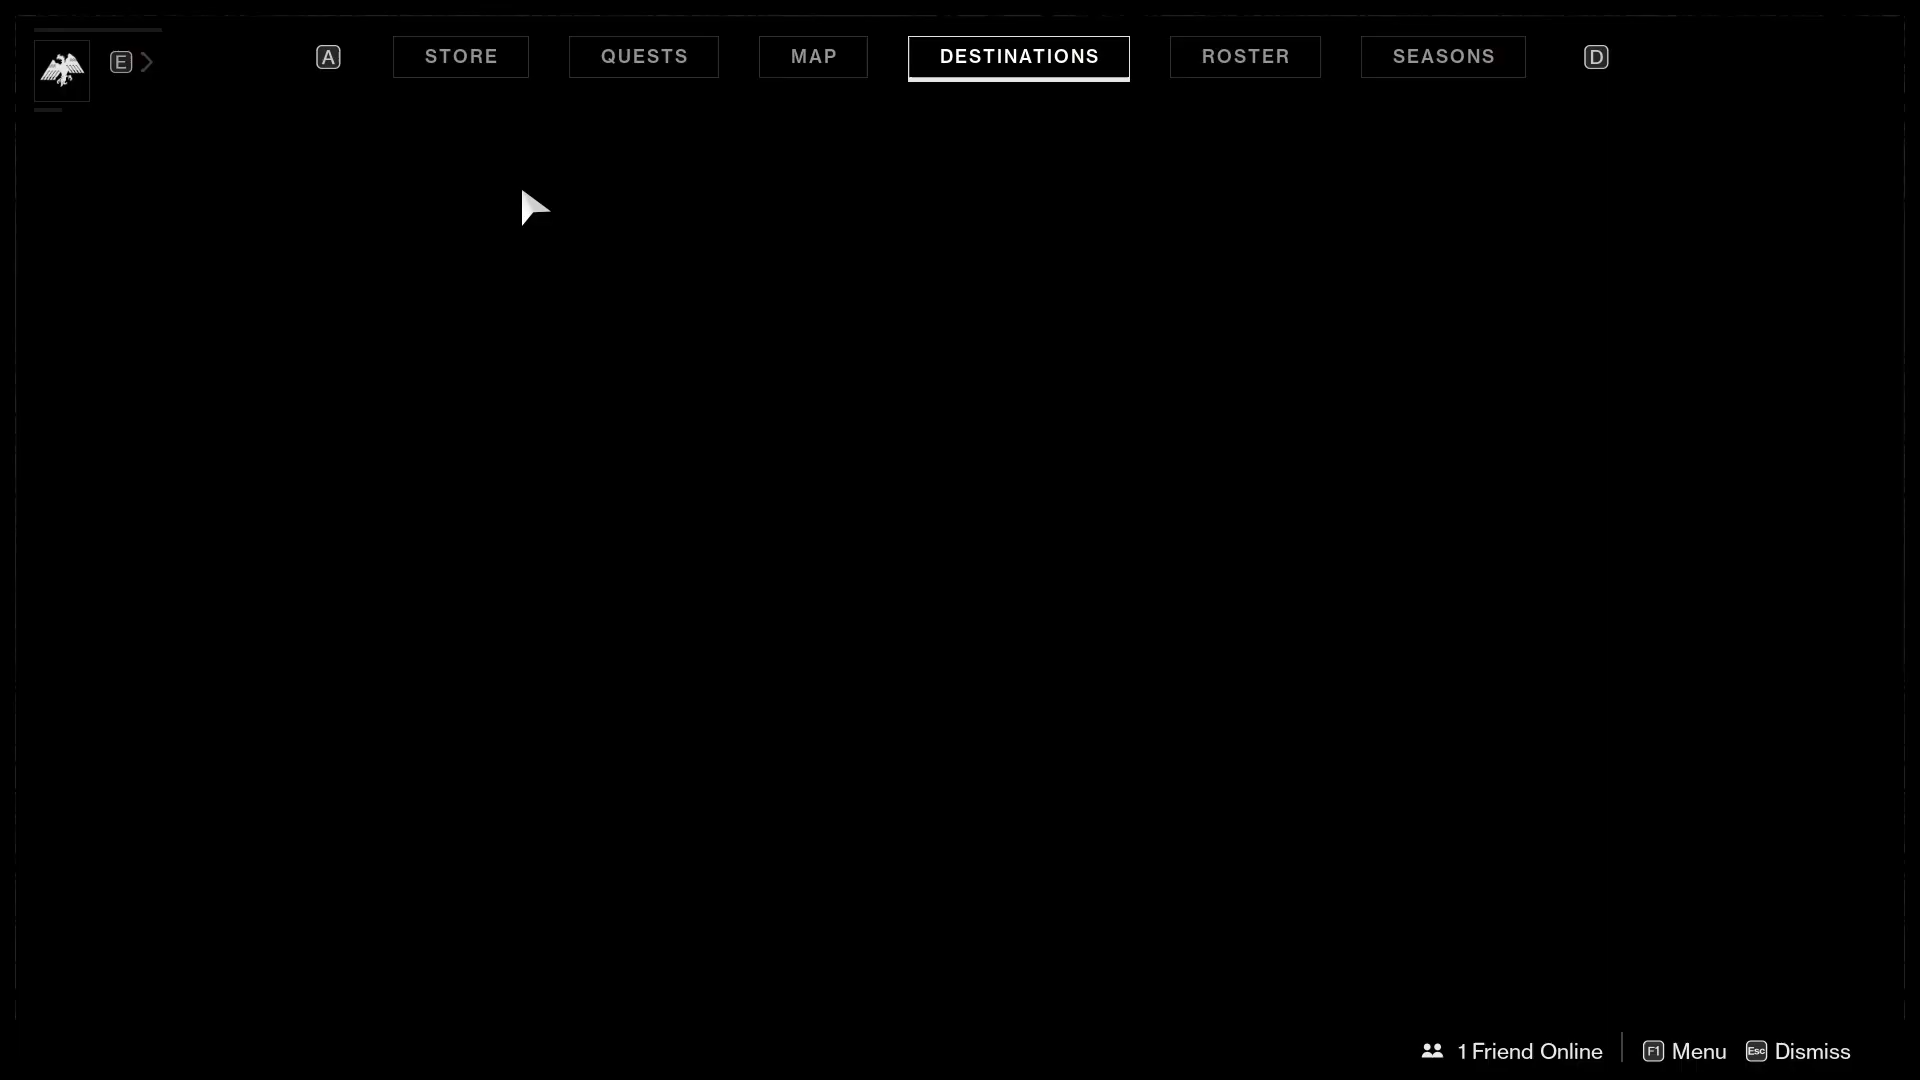 E
A
STORE
QUESTS
MAP
DESTINATIONS
ROSTER
SEASONS
D
1 Friend Online
F1 Menu
Esc Dismiss